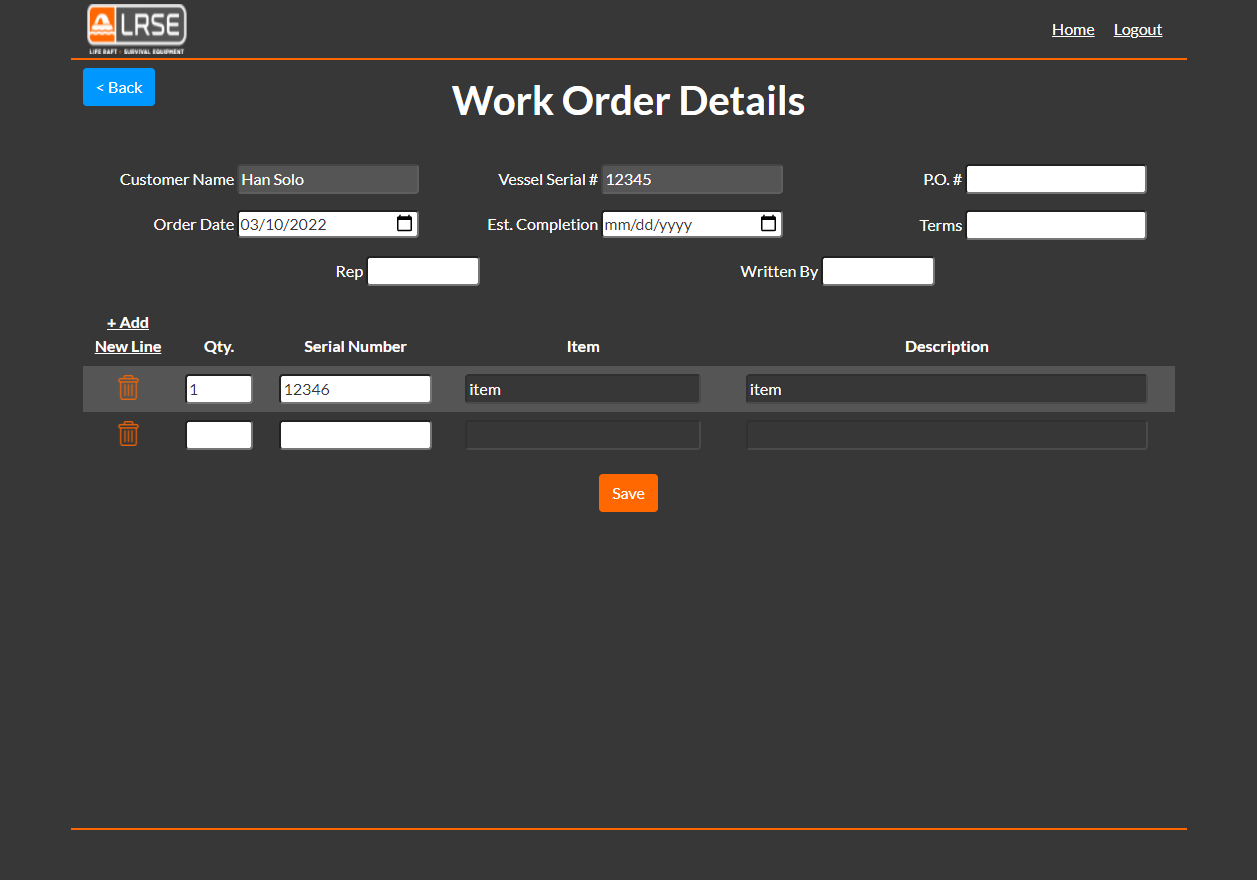 LRSE
LIFE RAFT · SURVIVAL EQUIPMENT
Home Logout
< Back
Work Order Details
Customer Name Han Solo Vessel Serial # 12345 P.O. #
Order Date 03/10/2022 Est. Completion mm/dd/yyyy Terms
Rep Written By
+ Add
New Line Qty. Serial Number Item Description
1 12346 item item
Save